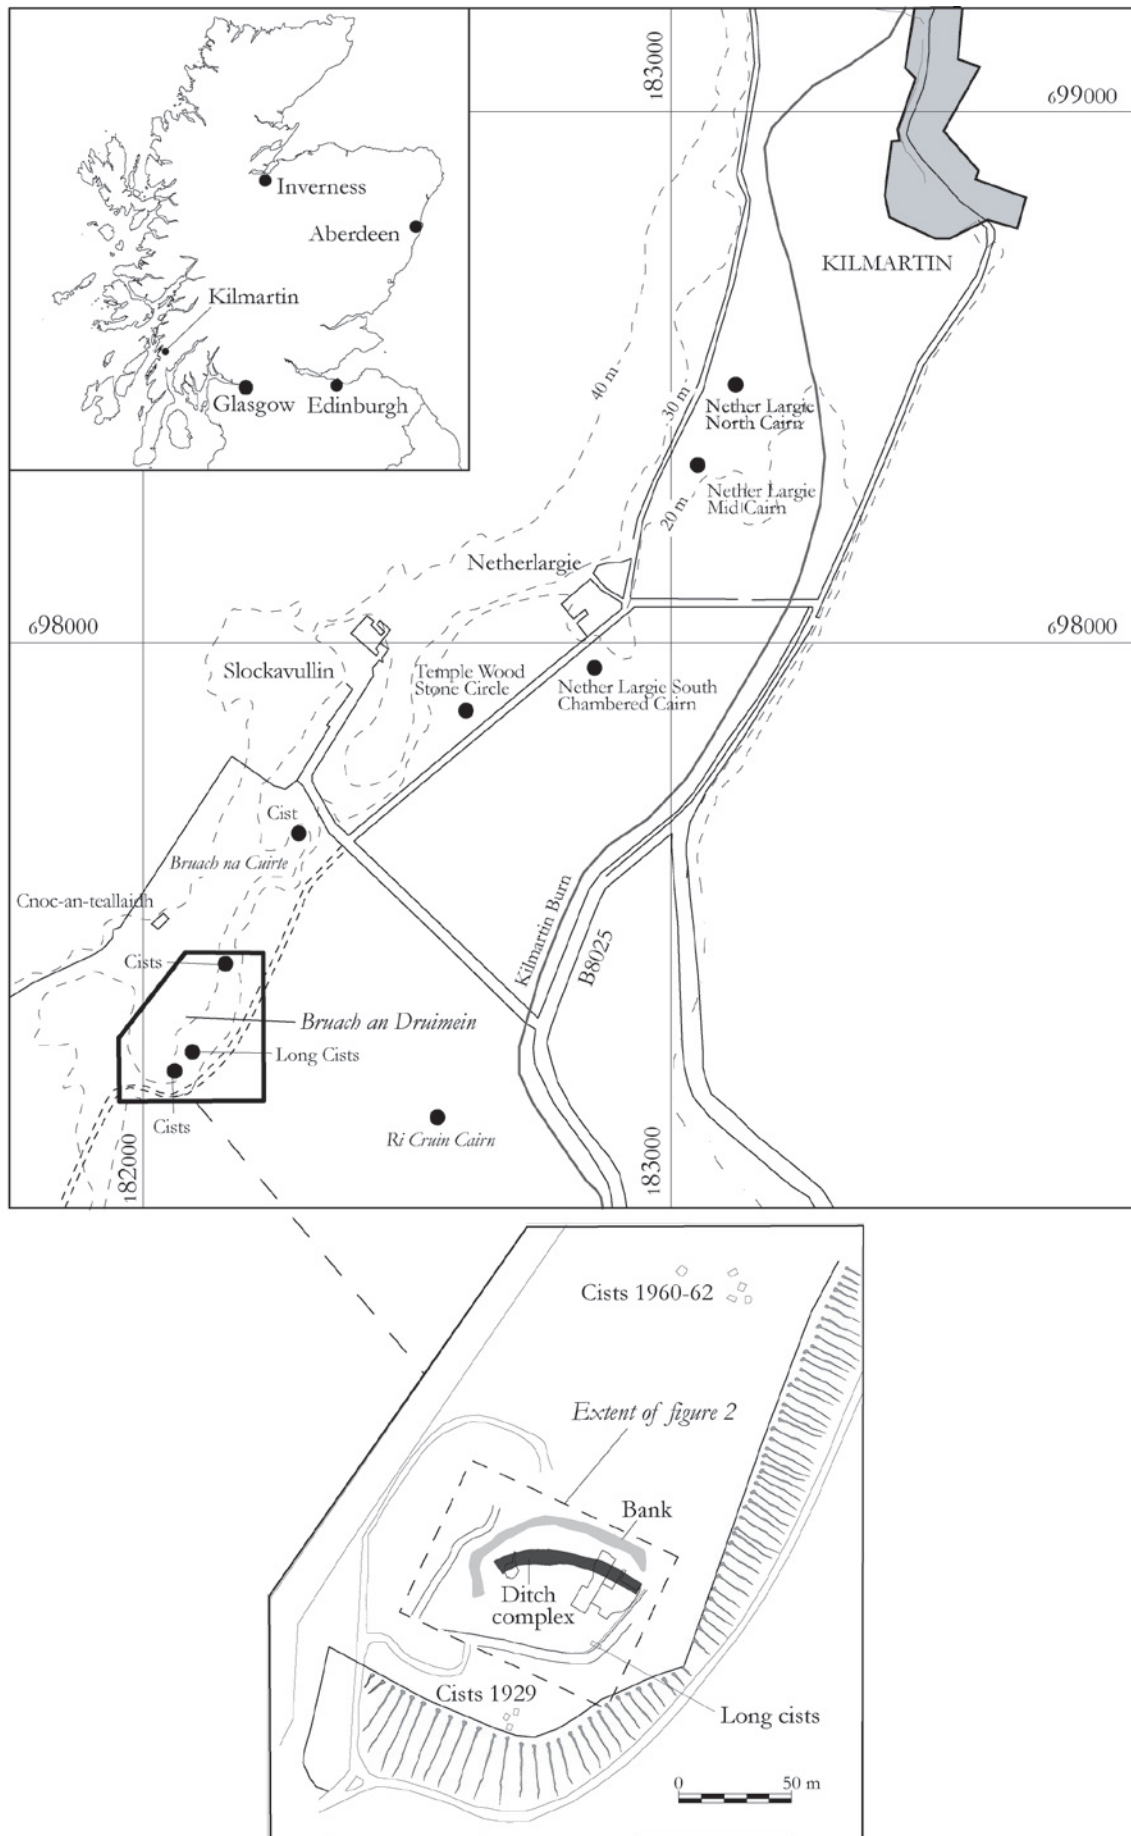 183000
699000
Inverness
Aberdeen
Kilmartin
Glasgow
Edinburgh
KILMARTIN
40 m
30 m
20 m
Nether Largie
North Cairn
Nether Largie
Mid Cairn
Netherlargie
698000
698000
Slockavullin
Temple Wood
Stone Circle
Nether Largie South
Chambered Cairn
Cist
Bruach na Cuirte
Cnoc-an-teallaidh
Kilmartin Burn
B8025
Cists
Bruach an Druimein
Long Cists
Cists
Ri Cruin Cairn
182000
183000
Cists 1960-62
Extent of figure 2
Bank
Ditch
complex
Cists 1929
Long cists
0
50 m